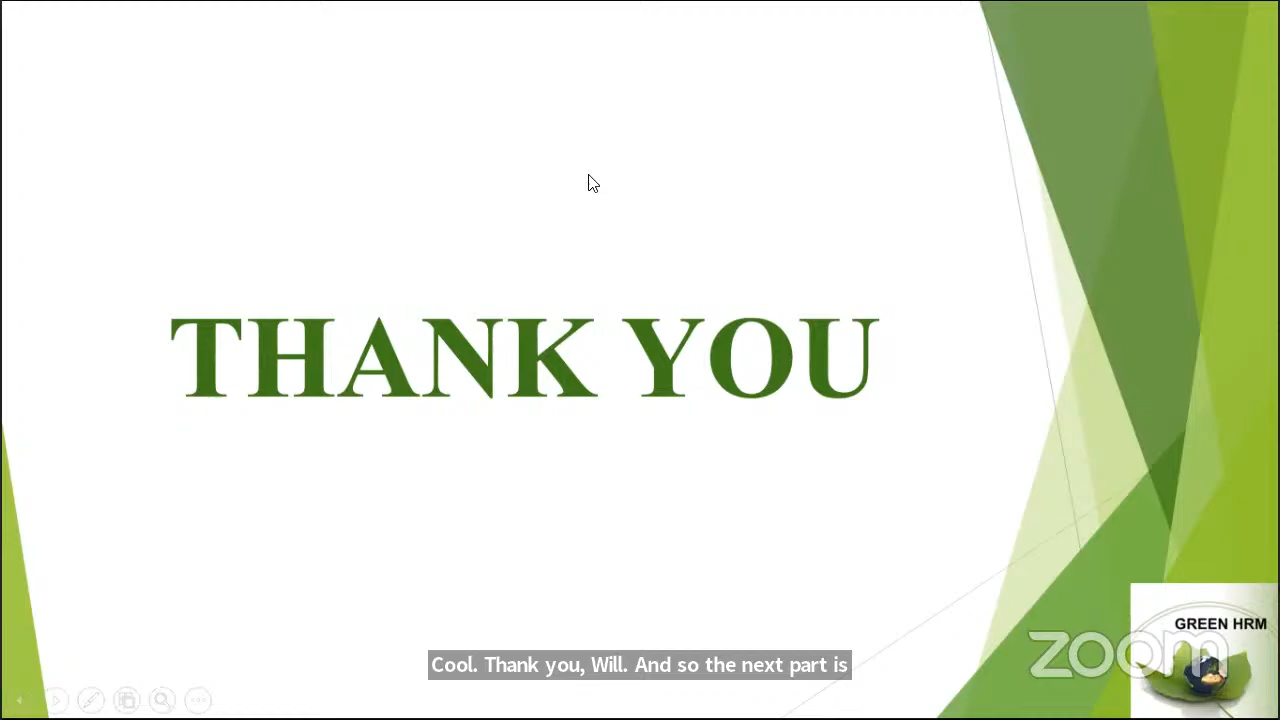 THANK YOU
GREEN HRM
zoom
Cool. Thank you, Will. And so the next part is